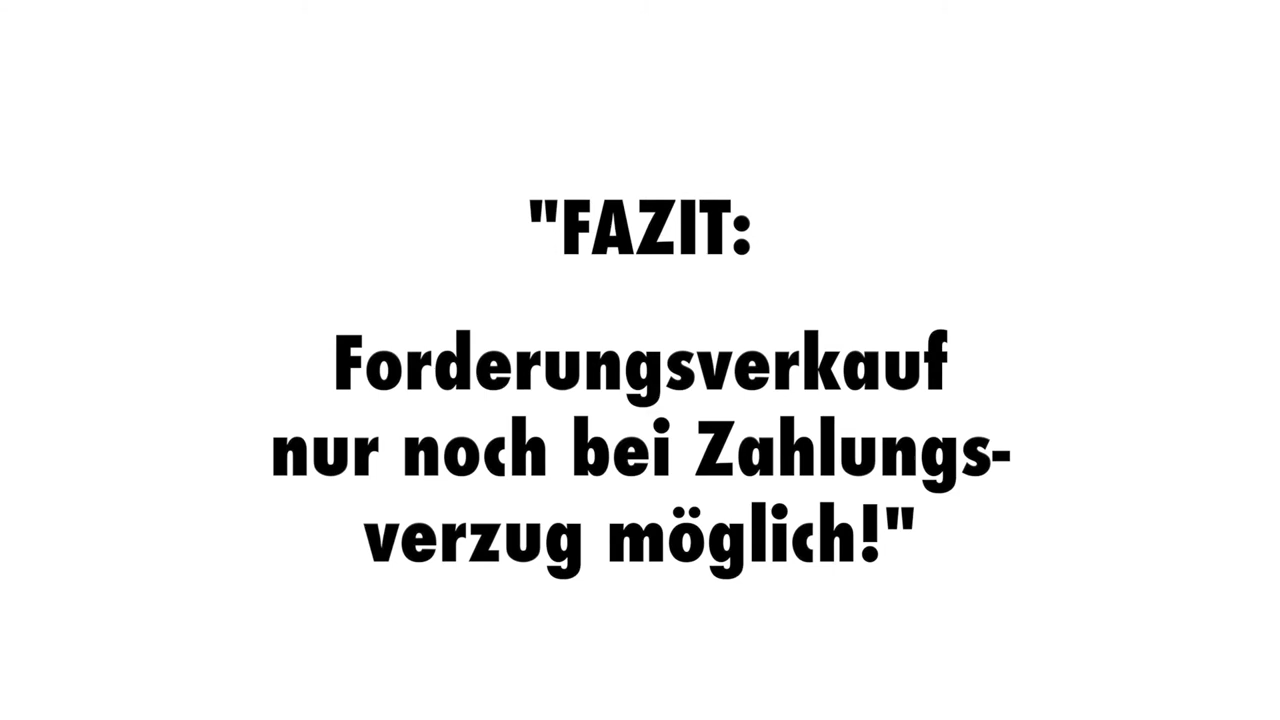 "FAZIT:
Forderungsverkauf
nur noch bei Zahlungs-
verzug möglich!"